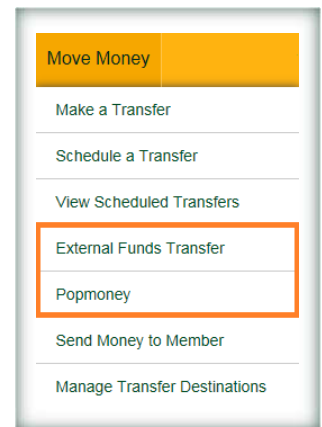 Move Money
Make a Transfer
Schedule a Transfer
View Scheduled Transfers
External Funds Transfer
Popmoney
Send Money to Member
Manage Transfer Destinations